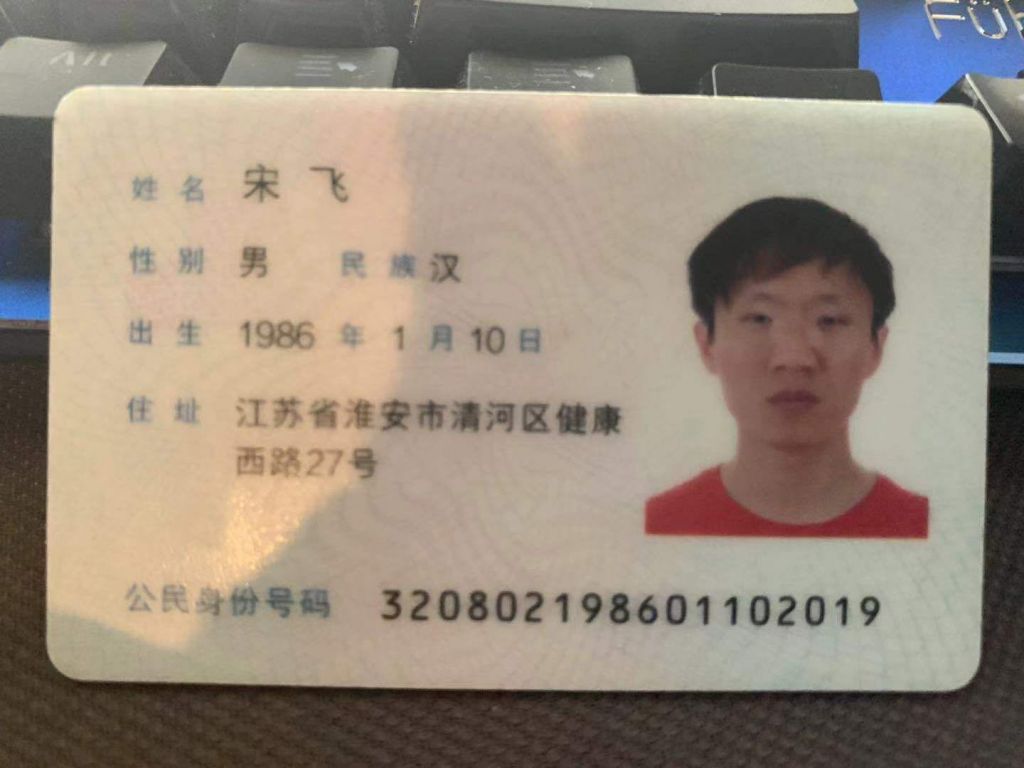 姓名 宋飞
性别 男 民族 汉
出生 1986 年 1 月 10 日
住址 江苏省淮安市清河区健康
西路27号
公民身份号码 320802198601102019